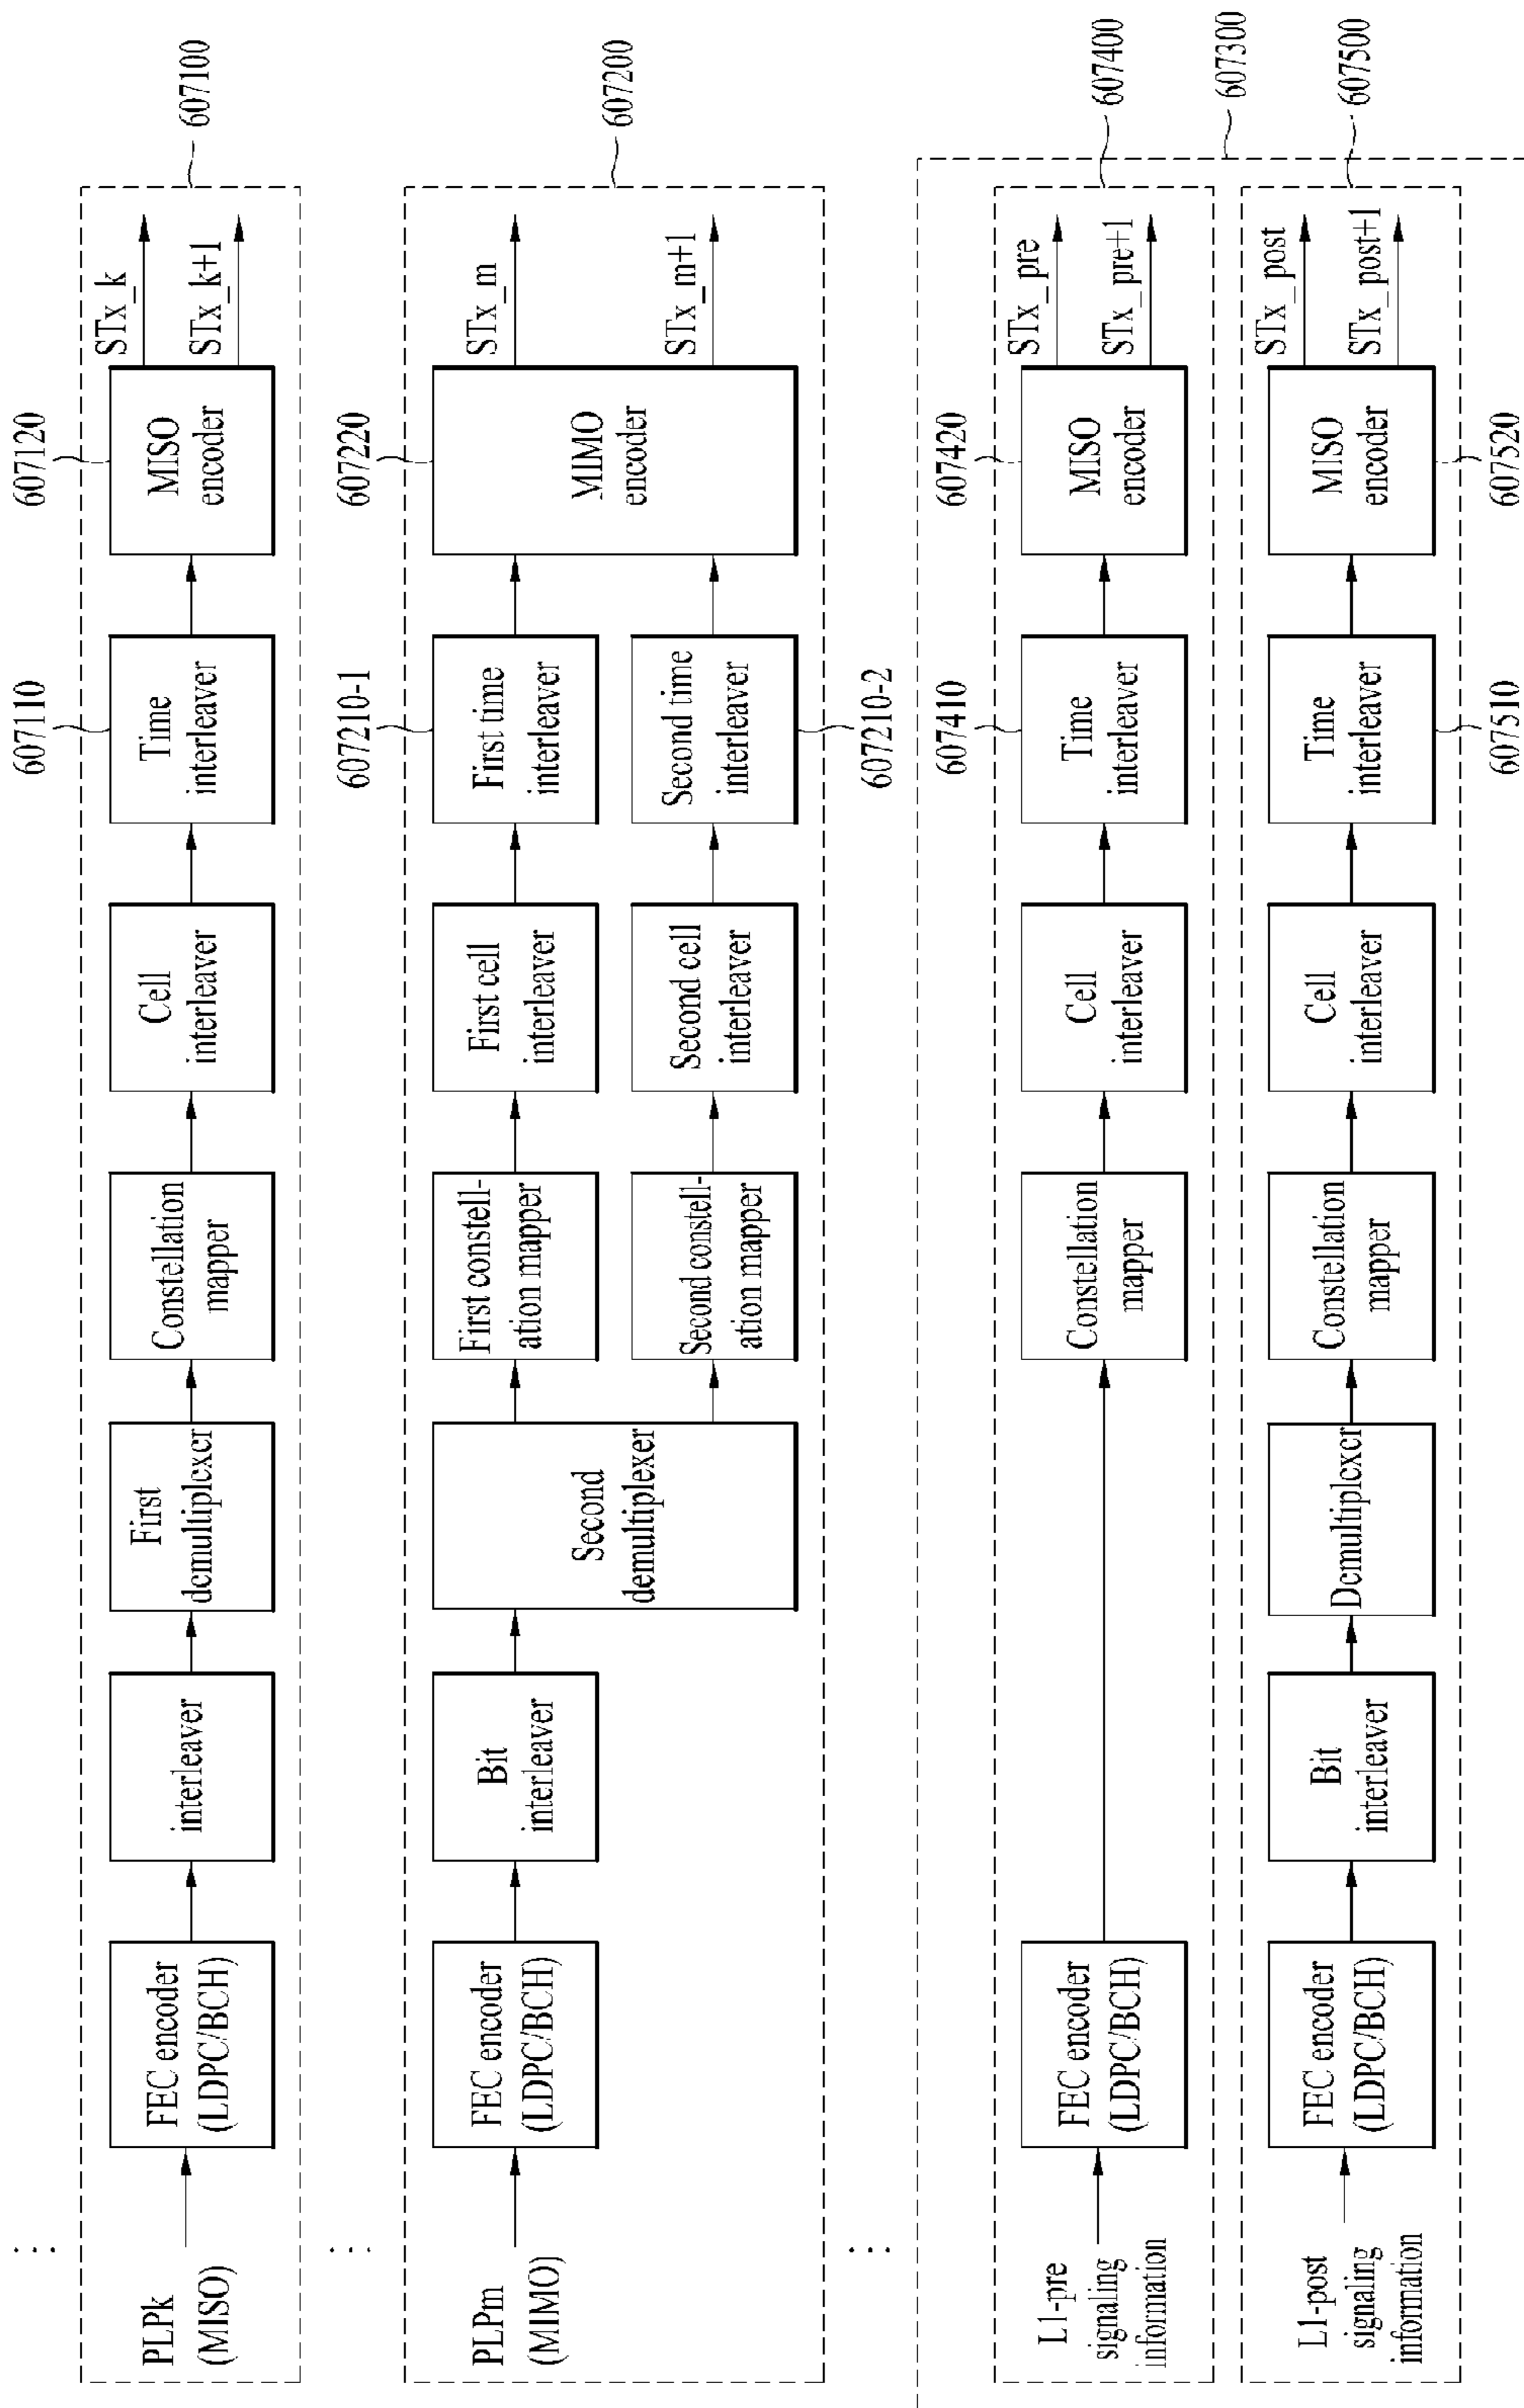 ⋮
607110
607120
PLPk
(MISO)
FEC encoder
(LDPC/BCH)
interleaver
First
demultiplexer
Constellation
mapper
Cell
interleaver
Time
interleaver
MISO
encoder
STx_k
STx_k+1
607100
⋮
607210-1
607220
PLPm
(MIMO)
FEC encoder
(LDPC/BCH)
Bit
interleaver
Second
demultiplexer
First constell-
ation mapper
First cell
interleaver
First time
interleaver
Second constell-
ation mapper
Second cell
interleaver
Second time
interleaver
MIMO
encoder
STx_m
STx_m+1
607200
607210-2
⋮
607410
607420
L1-pre
signaling
information
FEC encoder
(LDPC/BCH)
Constellation
mapper
Cell
interleaver
Time
interleaver
MISO
encoder
STx_pre
STx_pre+1
607400
607300
L1-post
signaling
information
FEC encoder
(LDPC/BCH)
Bit
interleaver
Demultiplexer
Constellation
mapper
Cell
interleaver
Time
interleaver
MISO
encoder
STx_post
STx_post+1
607500
607510
607520